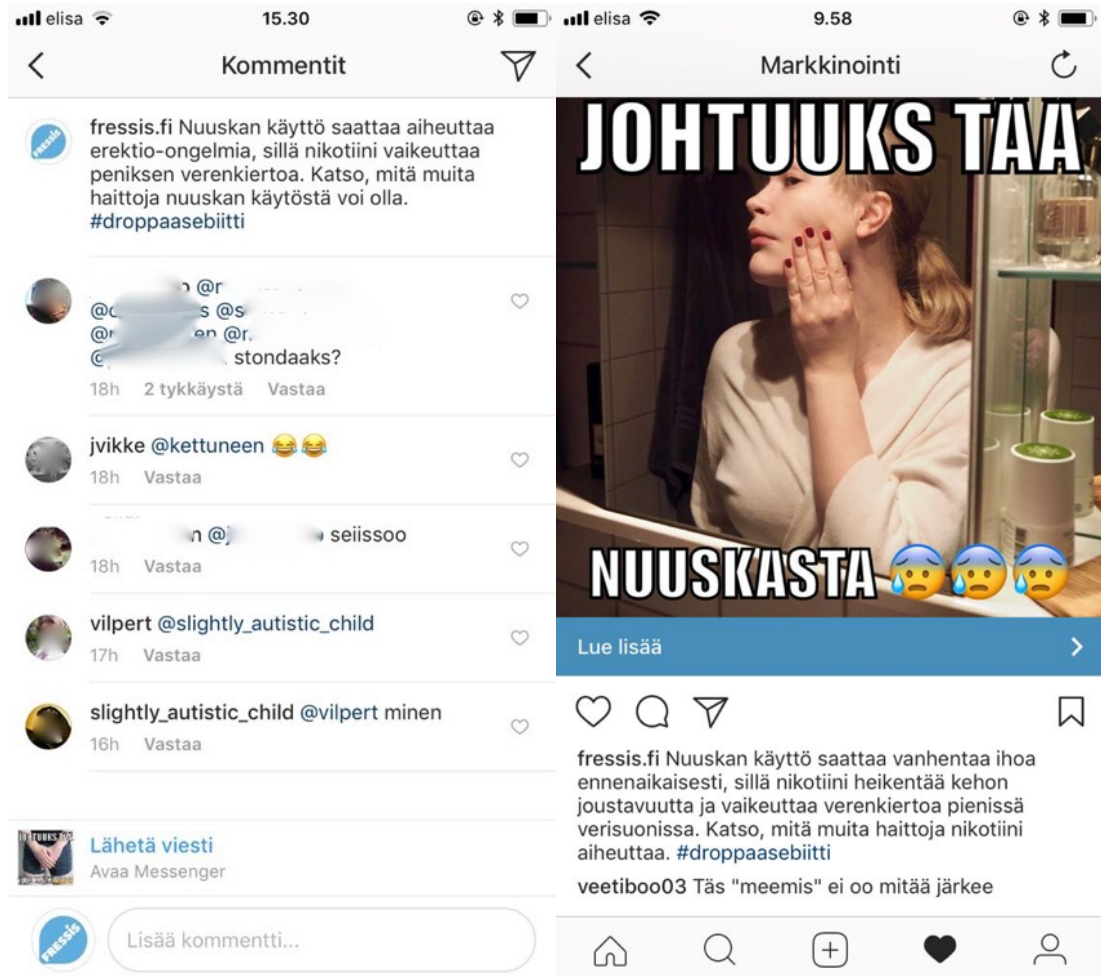 elisa 15.30
Kommentit
fressis.fi Nuuskan käyttö saattaa aiheuttaa
erektio-ongelmia, sillä nikotiini vaikeuttaa
peniksen verenkiertoa. Katso, mitä muita
haittoja nuuskan käytöstä voi olla.
#droppaasebiitti
stondaaks?
18h 2 tykkäystä Vastaa
jvikke @kettuneen 😂😂
18h Vastaa
seiissoo
18h Vastaa
vilpert @slightly_autistic_child
17h Vastaa
slightly_autistic_child @vilpert minen
16h Vastaa
Lähetä viesti
Avaa Messenger
FRESSIS
Lisää kommentti...
elisa 9.58
Markkinointi
JOHTUUKS TÄÄ
NUUSKASTA 😰😰😰
Lue lisää
fressis.fi Nuuskan käyttö saattaa vanhentaa ihoa
ennenaikaisesti, sillä nikotiini heikentää kehon
joustavuutta ja vaikeuttaa verenkiertoa pienissä
verisuonissa. Katso, mitä muita haittoja nikotiini
aiheuttaa. #droppaasebiitti
veetiboo03 Täs "meemis" ei oo mitää järkee